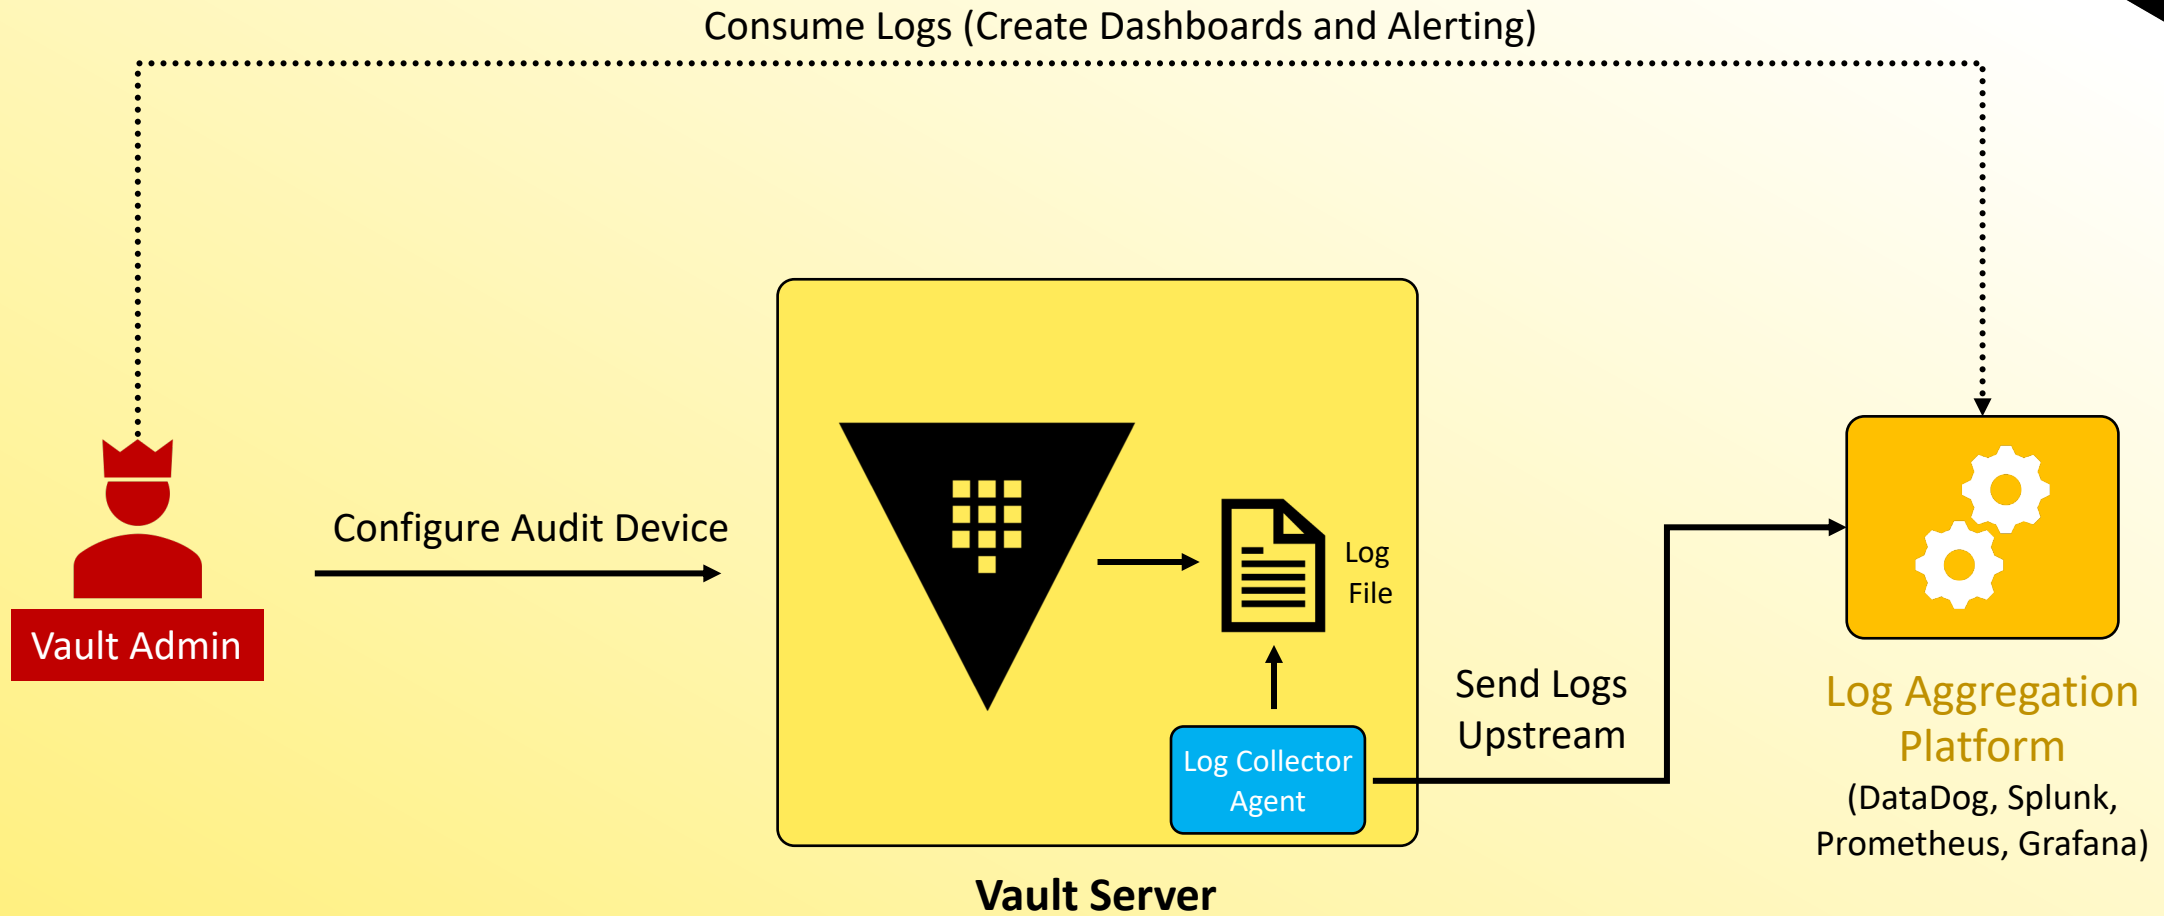 Consume Logs (Create Dashboards and Alerting)
Configure Audit Device
Vault Admin
Log
File
Log Collector
Agent
Send Logs
Upstream
Log Aggregation
Platform
(DataDog, Splunk,
Prometheus, Grafana)
Vault Server